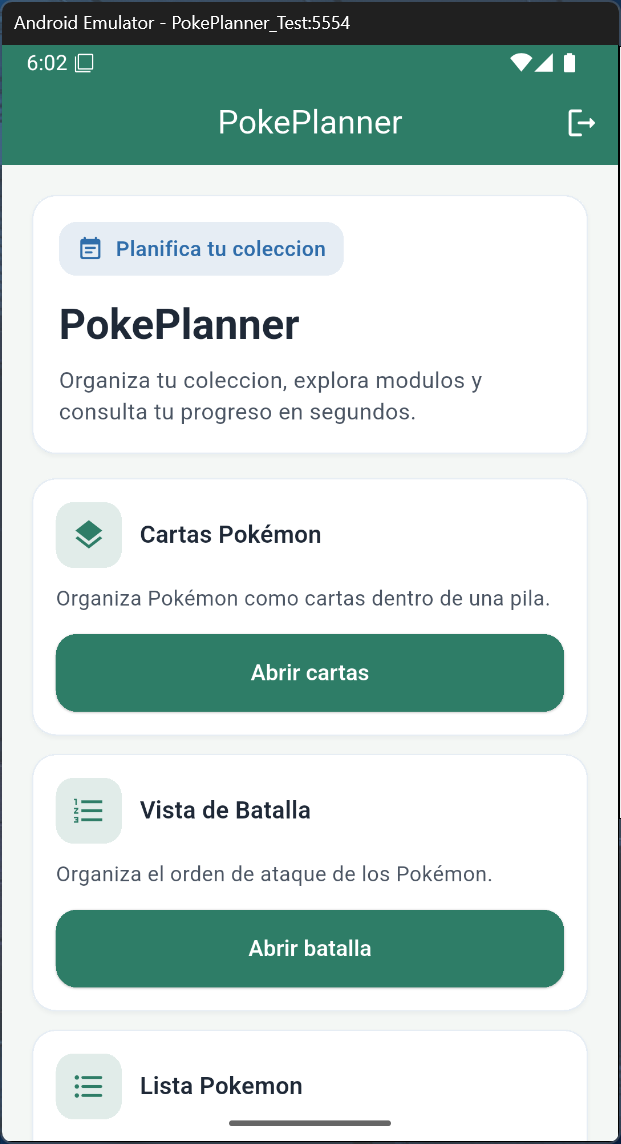 Android Emulator - PokePlanner_Test:5554
6:02
PokePlanner
Planifica tu coleccion
PokePlanner
Organiza tu coleccion, explora modulos y
consulta tu progreso en segundos.
Cartas Pokémon
Organiza Pokémon como cartas dentro de una pila.
Abrir cartas
Vista de Batalla
Organiza el orden de ataque de los Pokémon.
Abrir batalla
Lista Pokemon